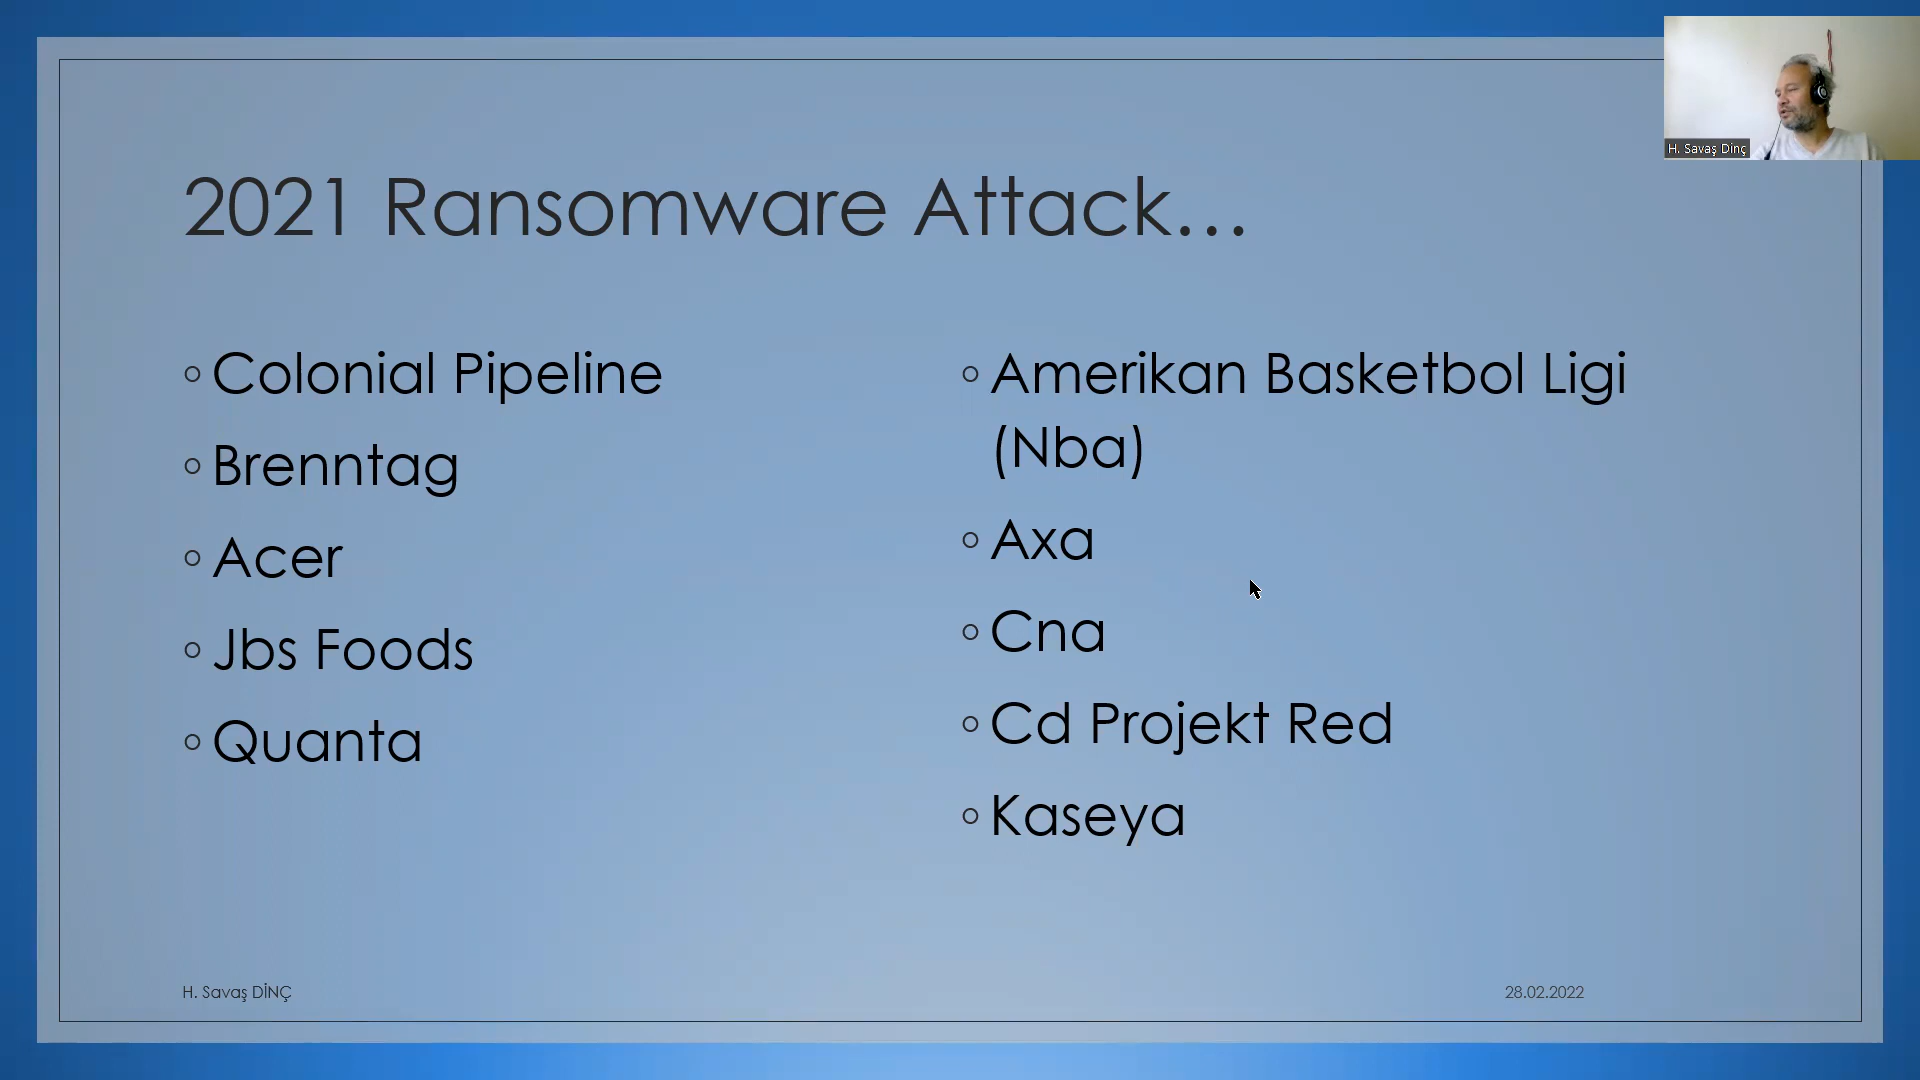 H. Savaş Dinç
2021 Ransomware Attack…
◦ Colonial Pipeline
◦ Brenntag
◦ Acer
◦ Jbs Foods
◦ Quanta
◦ Amerikan Basketbol Ligi
(Nba)
◦ Axa
◦ Cna
◦ Cd Projekt Red
◦ Kaseya
H. Savaş DİNÇ
28.02.2022